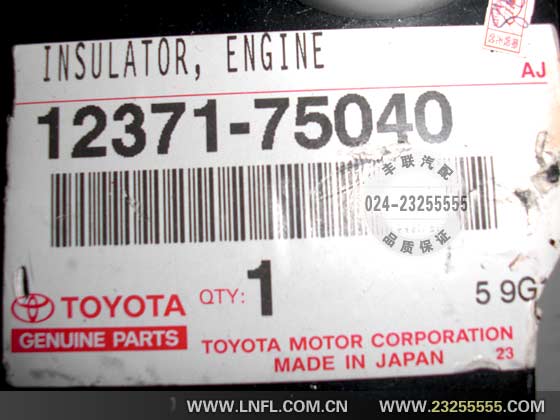 INSULATOR, ENGINE
AJ
12371-75040
丰联汽配
024-23255555
品质保证
QTY: 1
5 9G
TOYOTA
GENUINE PARTS
TOYOTA MOTOR CORPORATION
MADE IN JAPAN
23
WWW.LNFL.COM.CN
WWW.23255555.COM